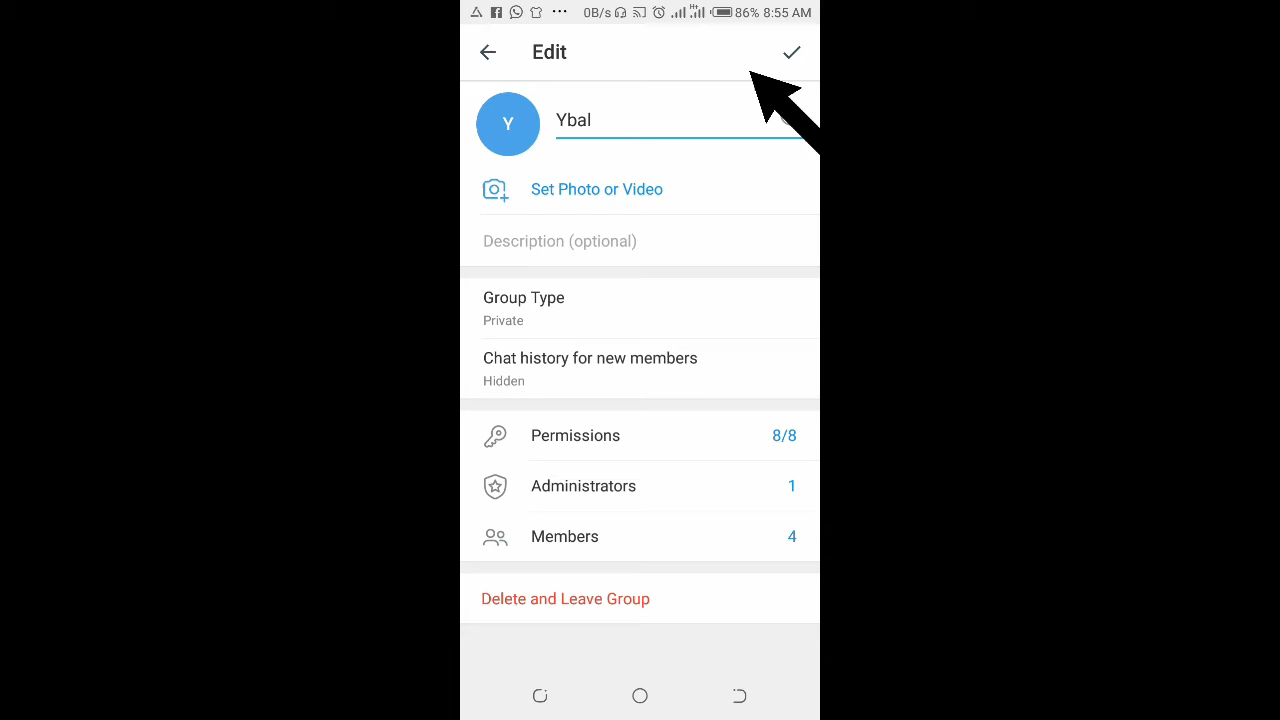 0B/s H+ 86% 8:55 AM
Edit
Y
Ybal
Set Photo or Video
Description (optional)
Group Type
Private
Chat history for new members
Hidden
Permissions 8/8
Administrators 1
Members 4
Delete and Leave Group